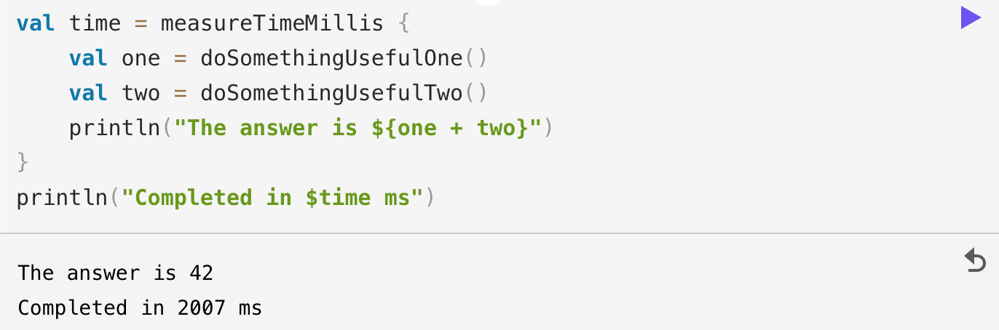 val time = measureTimeMillis {
    val one = doSomethingUsefulOne()
    val two = doSomethingUsefulTwo()
    println("The answer is ${one + two}")
}
println("Completed in $time ms")
The answer is 42
Completed in 2007 ms